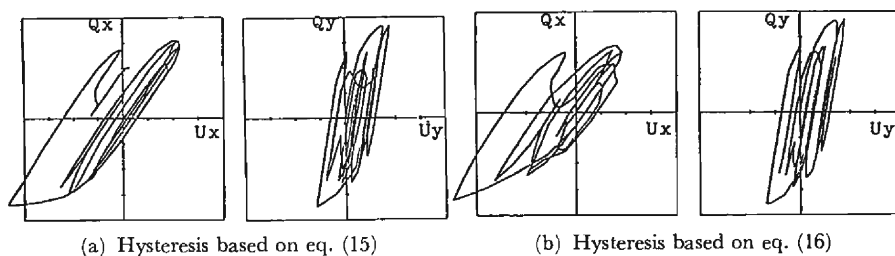 Qx
Ux
Qy
Uy
Qx
Ux
Qy
Uy
(a) Hysteresis based on eq. (15)
(b) Hysteresis based on eq. (16)